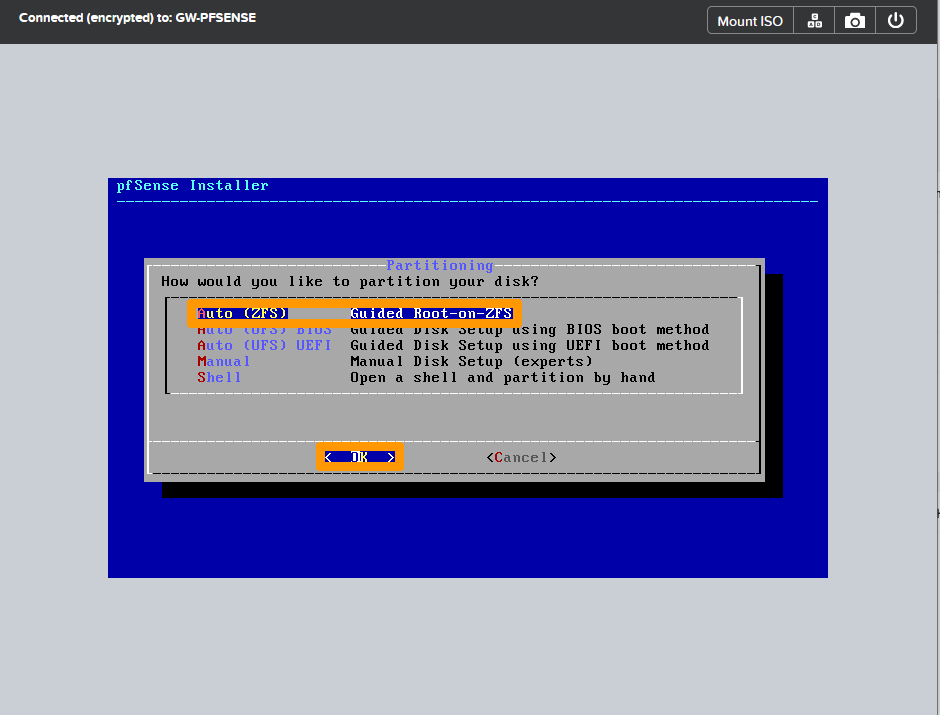 Connected (encrypted) to: GW-PFSENSE
Mount ISO
C
A D
pfSense Installer
Partitioning
How would you like to partition your disk?
Auto (ZFS) Guided Root-on-ZFS
Auto (UFS) BIOS Guided Disk Setup using BIOS boot method
Auto (UFS) UEFI Guided Disk Setup using UEFI boot method
Manual Manual Disk Setup (experts)
Shell Open a shell and partition by hand
< OK > <Cancel>